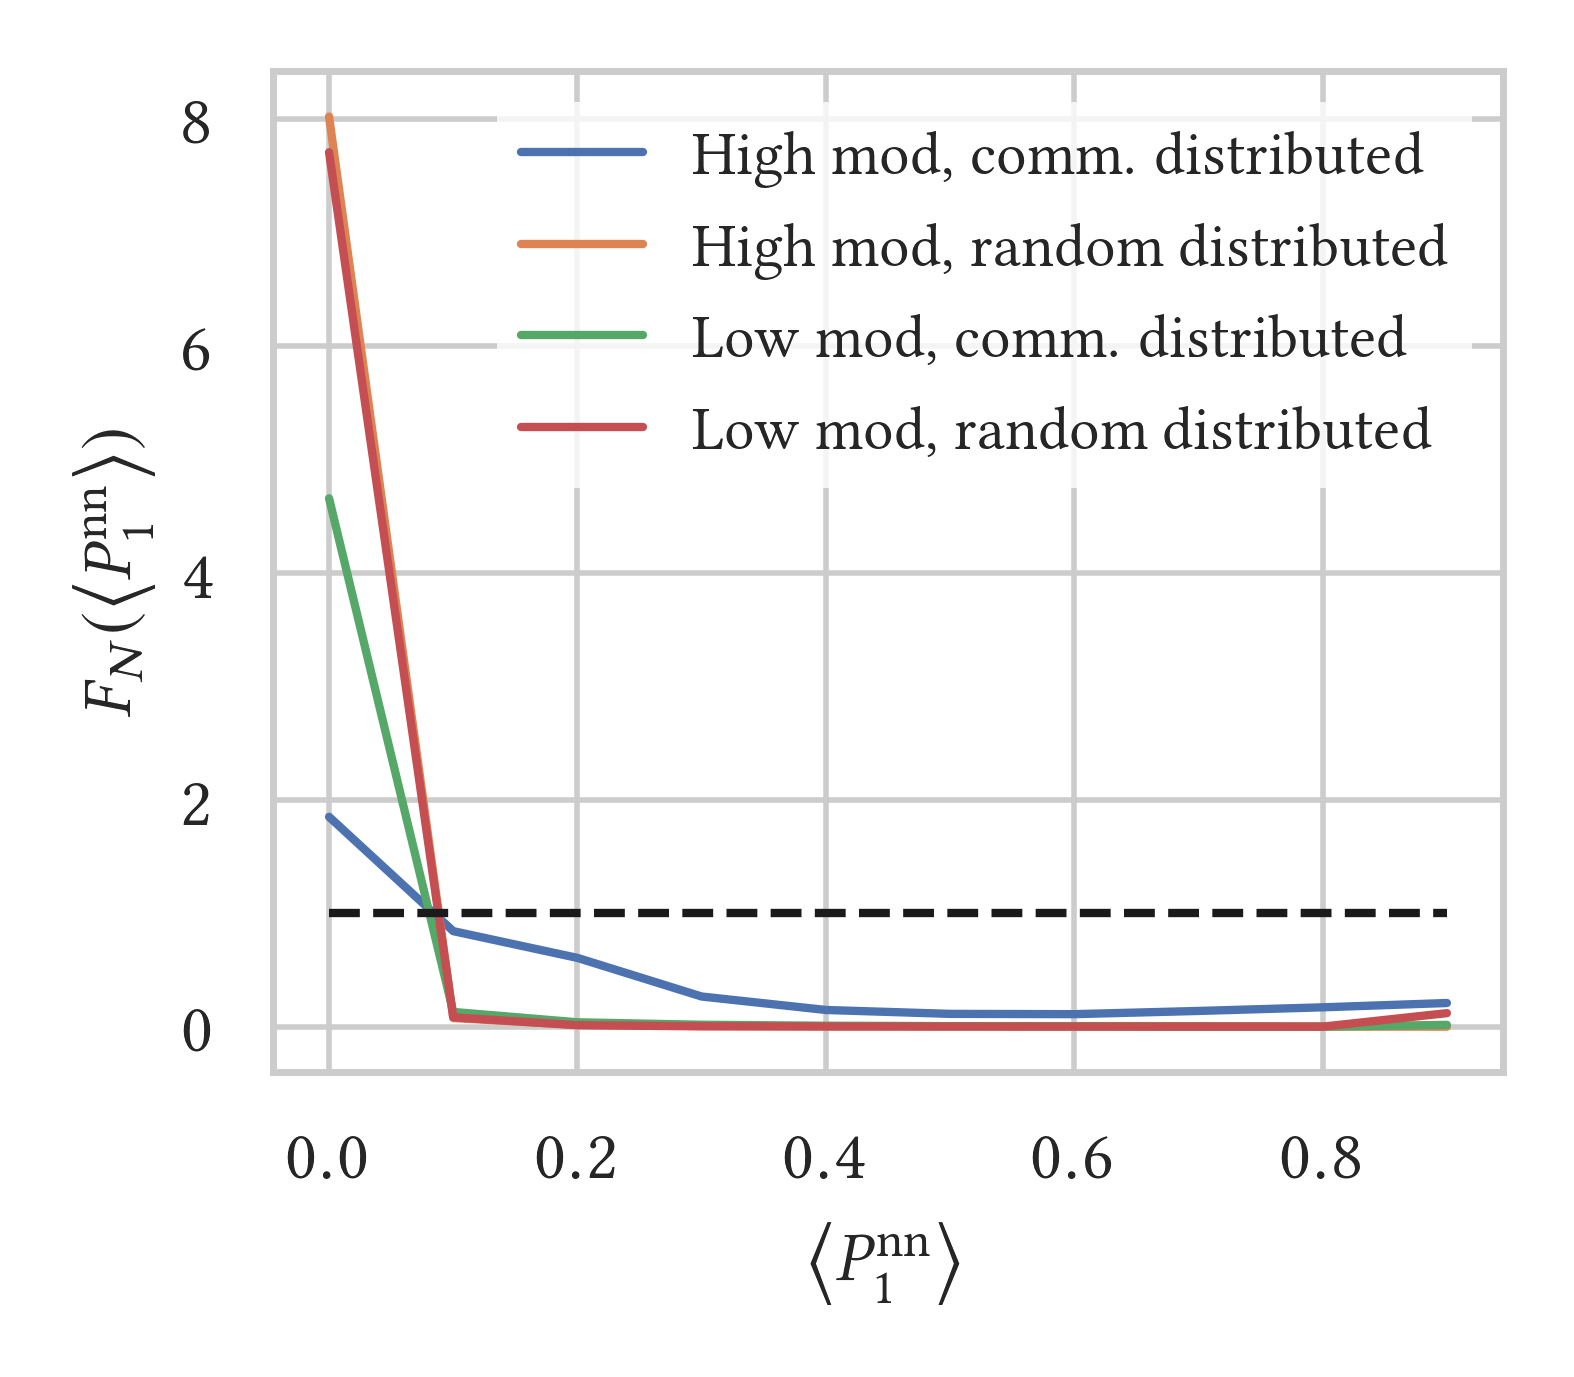 8
6
4
2
0
F_N(⟨P_1^nn⟩)
High mod, comm. distributed
High mod, random distributed
Low mod, comm. distributed
Low mod, random distributed
0.0 0.2 0.4 0.6 0.8
⟨P_1^nn⟩